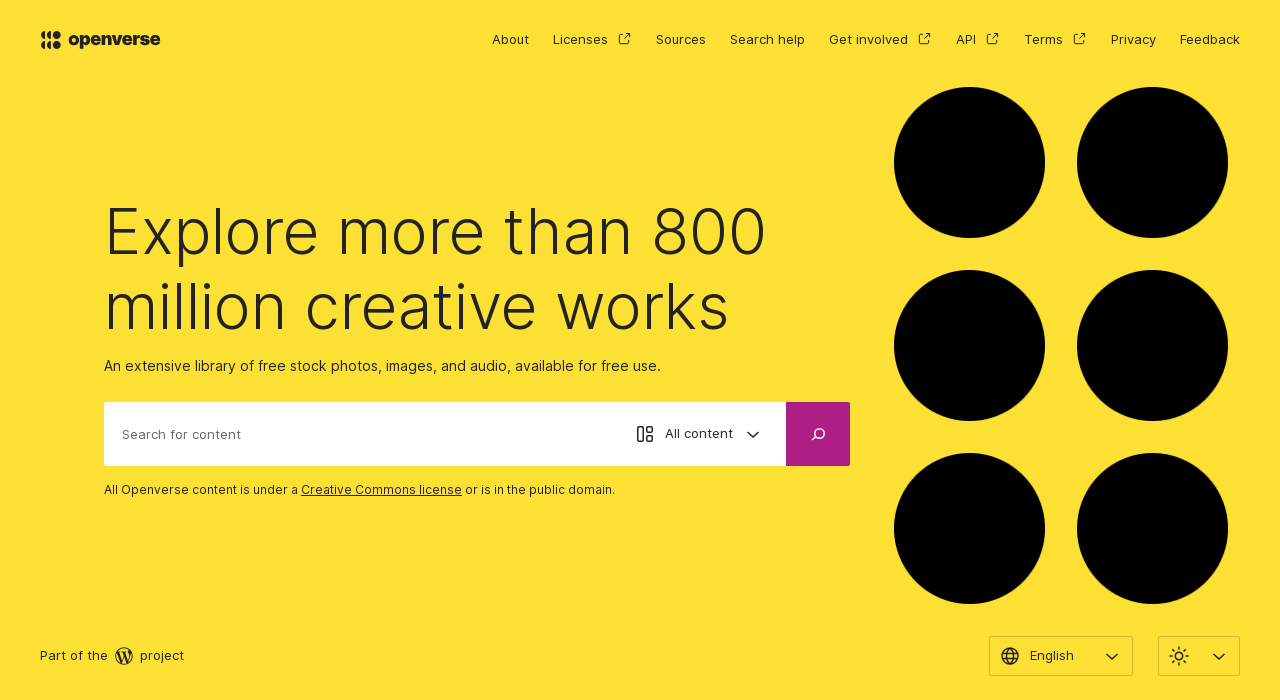 openverse
About Licenses Sources Search help Get involved API Terms Privacy Feedback
Explore more than 800
million creative works
An extensive library of free stock photos, images, and audio, available for free use.
Search for content All content
All Openverse content is under a Creative Commons license or is in the public domain.
Part of the project English